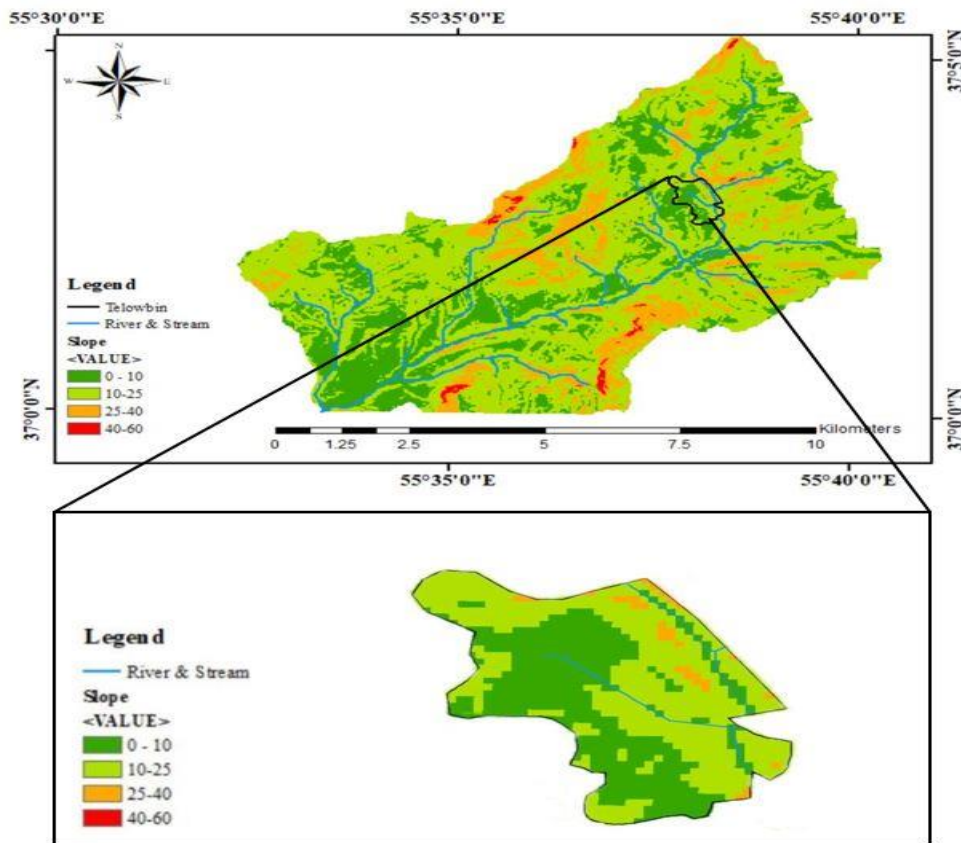 55°30'0"E 55°35'0"E 55°40'0"E
N
W E
S
37°5'0"N
Legend
Telowbin
River & Stream
Slope
<VALUE>
0 - 10
10-25
25-40
40-60
37°0'0"N
37°0'0"N
Kilometers
0 1.25 2.5 5 7.5 10
55°35'0"E 55°40'0"E
Legend
River & Stream
Slope
<VALUE>
0 - 10
10-25
25-40
40-60